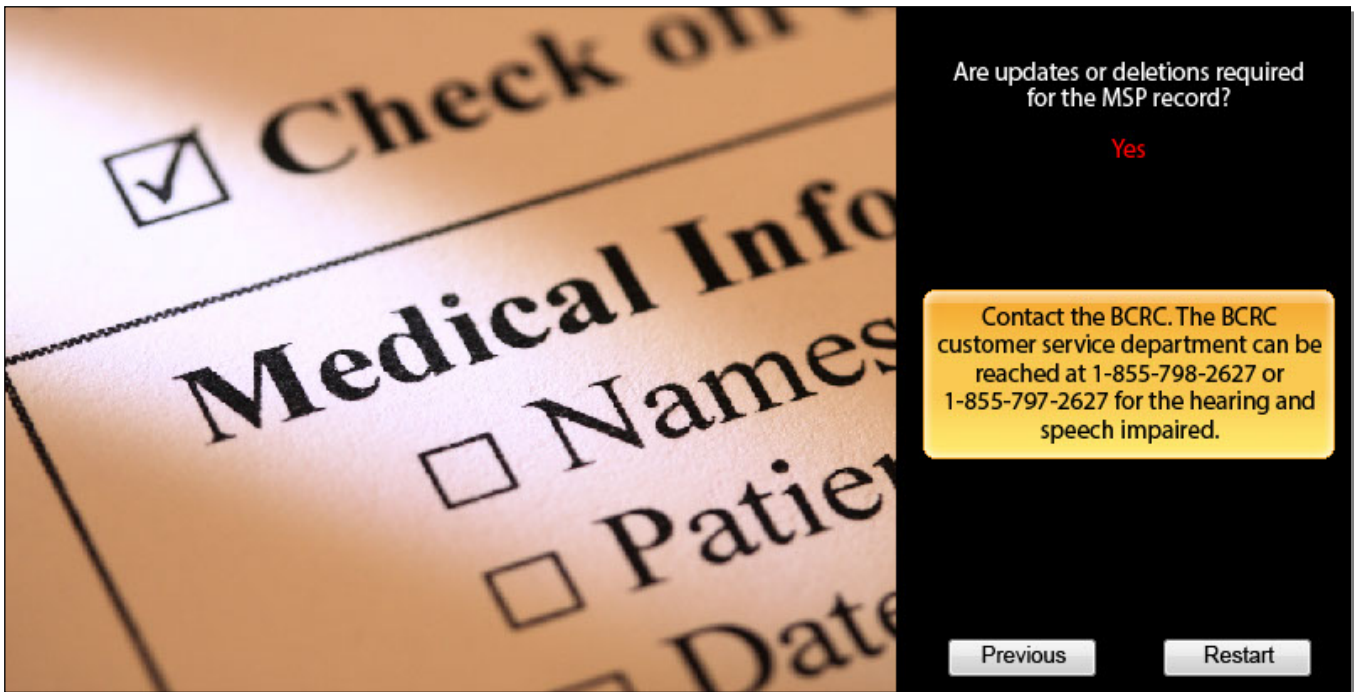 Check off
Medical Info
Names
Patie
Date
Are updates or deletions required
for the MSP record?
Yes
Contact the BCRC. The BCRC
customer service department can be
reached at 1-855-798-2627 or
1-855-797-2627 for the hearing and
speech impaired.
Previous
Restart